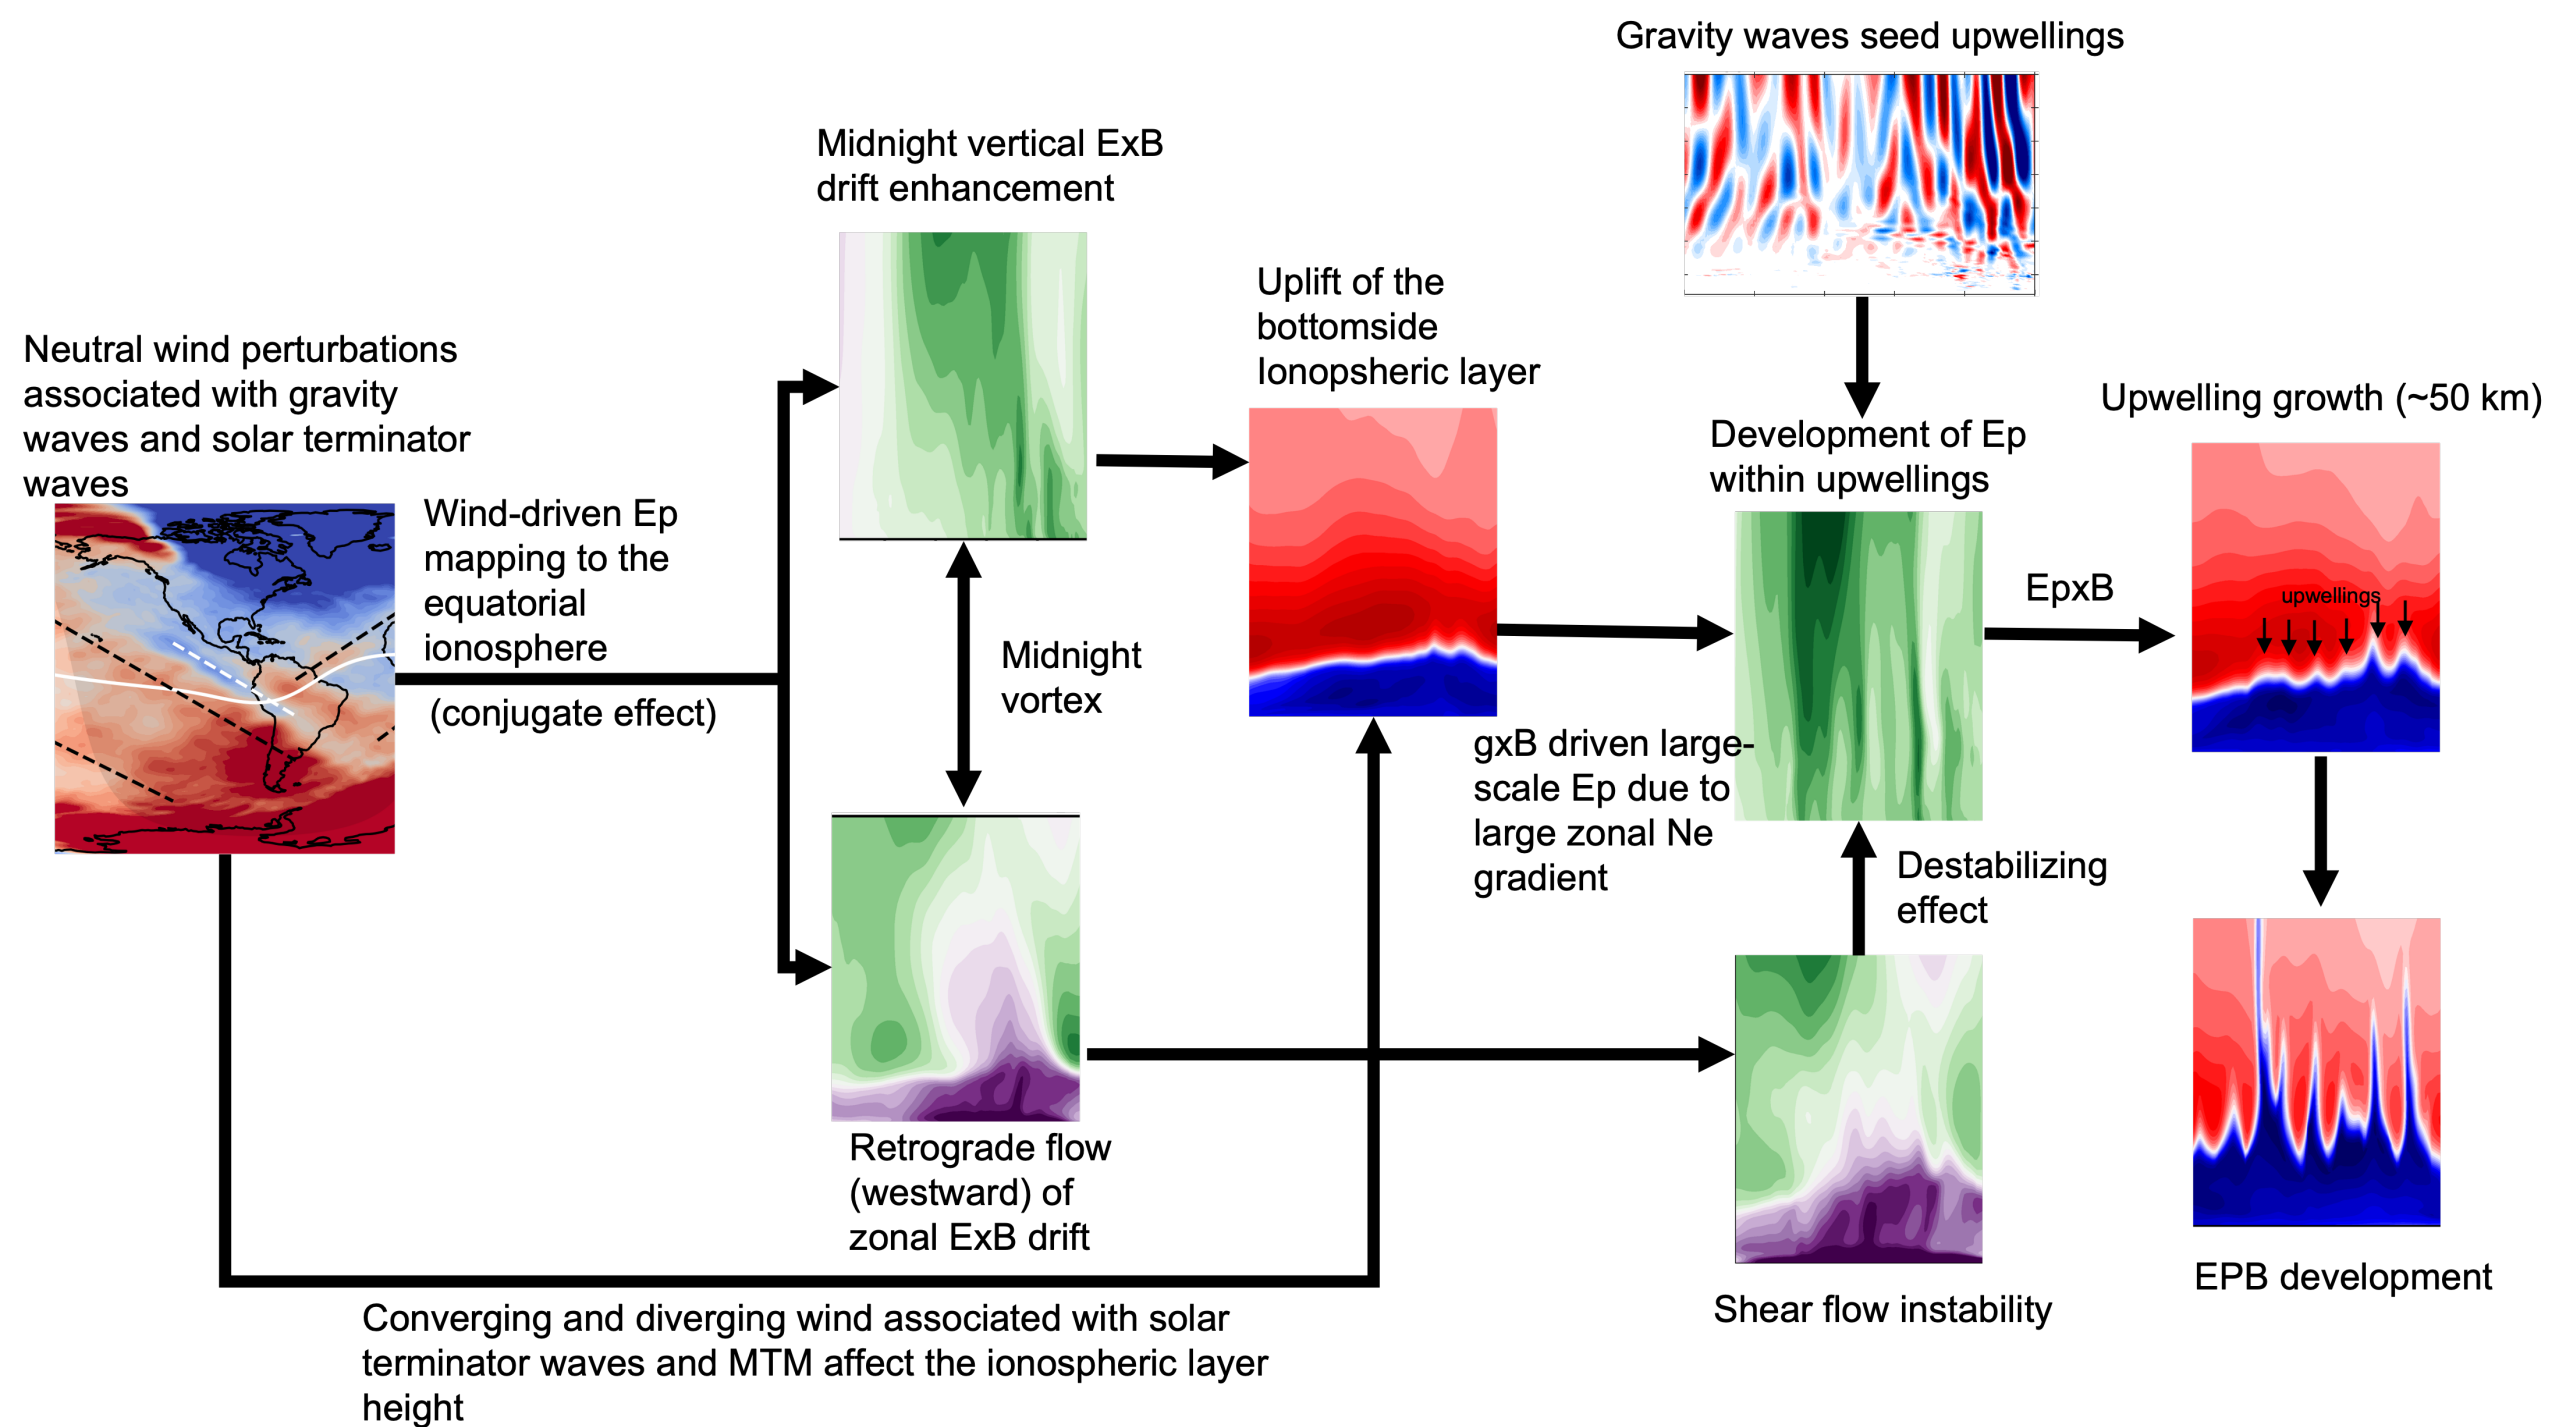 Gravity waves seed upwellings
Midnight vertical ExB
drift enhancement
Uplift of the
bottomside
Ionopsheric layer
Neutral wind perturbations
associated with gravity
waves and solar terminator
waves
Wind-driven Ep
mapping to the
equatorial
ionosphere
(conjugate effect)
Midnight
vortex
Development of Ep
within upwellings
Upwelling growth (~50 km)
EpxB
upwellings
gxB driven large-
scale Ep due to
large zonal Ne
gradient
Destabilizing
effect
Retrograde flow
(westward) of
zonal ExB drift
Shear flow instability
EPB development
Converging and diverging wind associated with solar
terminator waves and MTM affect the ionospheric layer
height